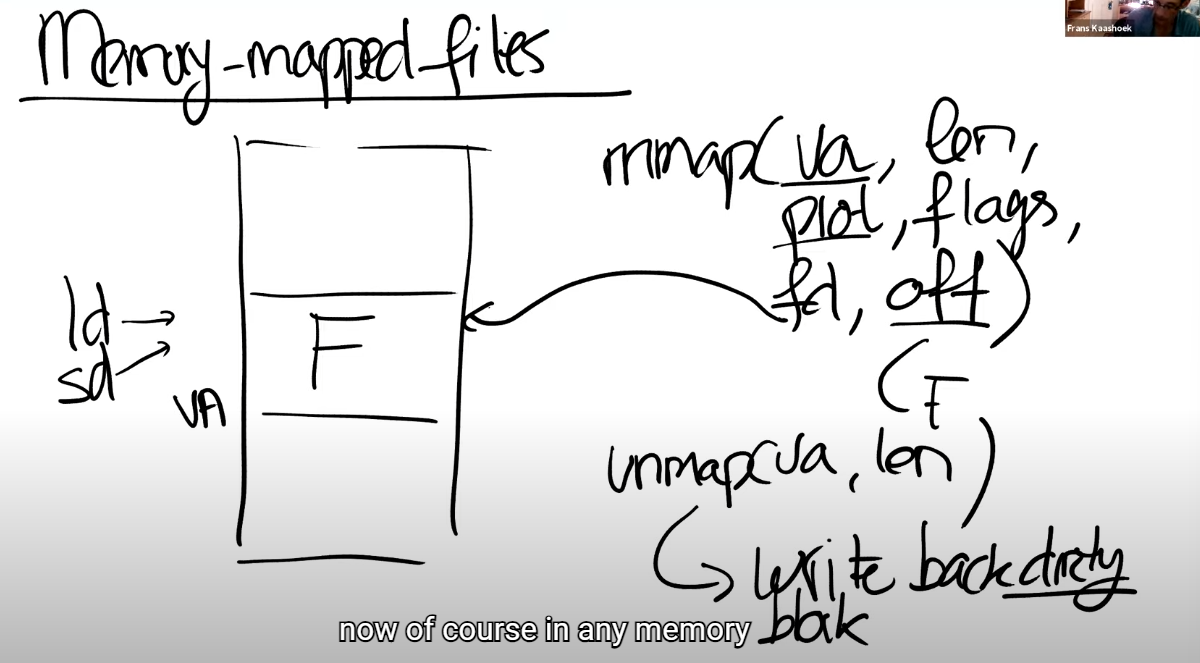 Memory-mapped files
Frans Kaashoek
mmap(va, len,
prot, flags,
fd, off)
ld
sd
VA
F
( F
unmap(va, len)
write back dirty
block
now of course in any memory